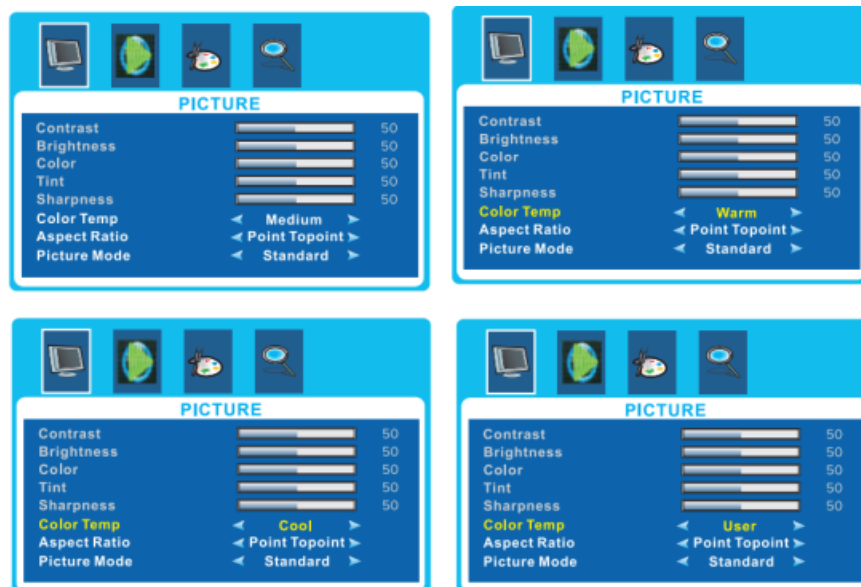 PICTURE
Contrast 50
Brightness 50
Color 50
Tint 50
Sharpness 50
Color Temp Medium
Aspect Ratio Point Topoint
Picture Mode Standard
PICTURE
Contrast 50
Brightness 50
Color 50
Tint 50
Sharpness 50
Color Temp Warm
Aspect Ratio Point Topoint
Picture Mode Standard
PICTURE
Contrast 50
Brightness 50
Color 50
Tint 50
Sharpness 50
Color Temp Cool
Aspect Ratio Point Topoint
Picture Mode Standard
PICTURE
Contrast 50
Brightness 50
Color 50
Tint 50
Sharpness 50
Color Temp User
Aspect Ratio Point Topoint
Picture Mode Standard